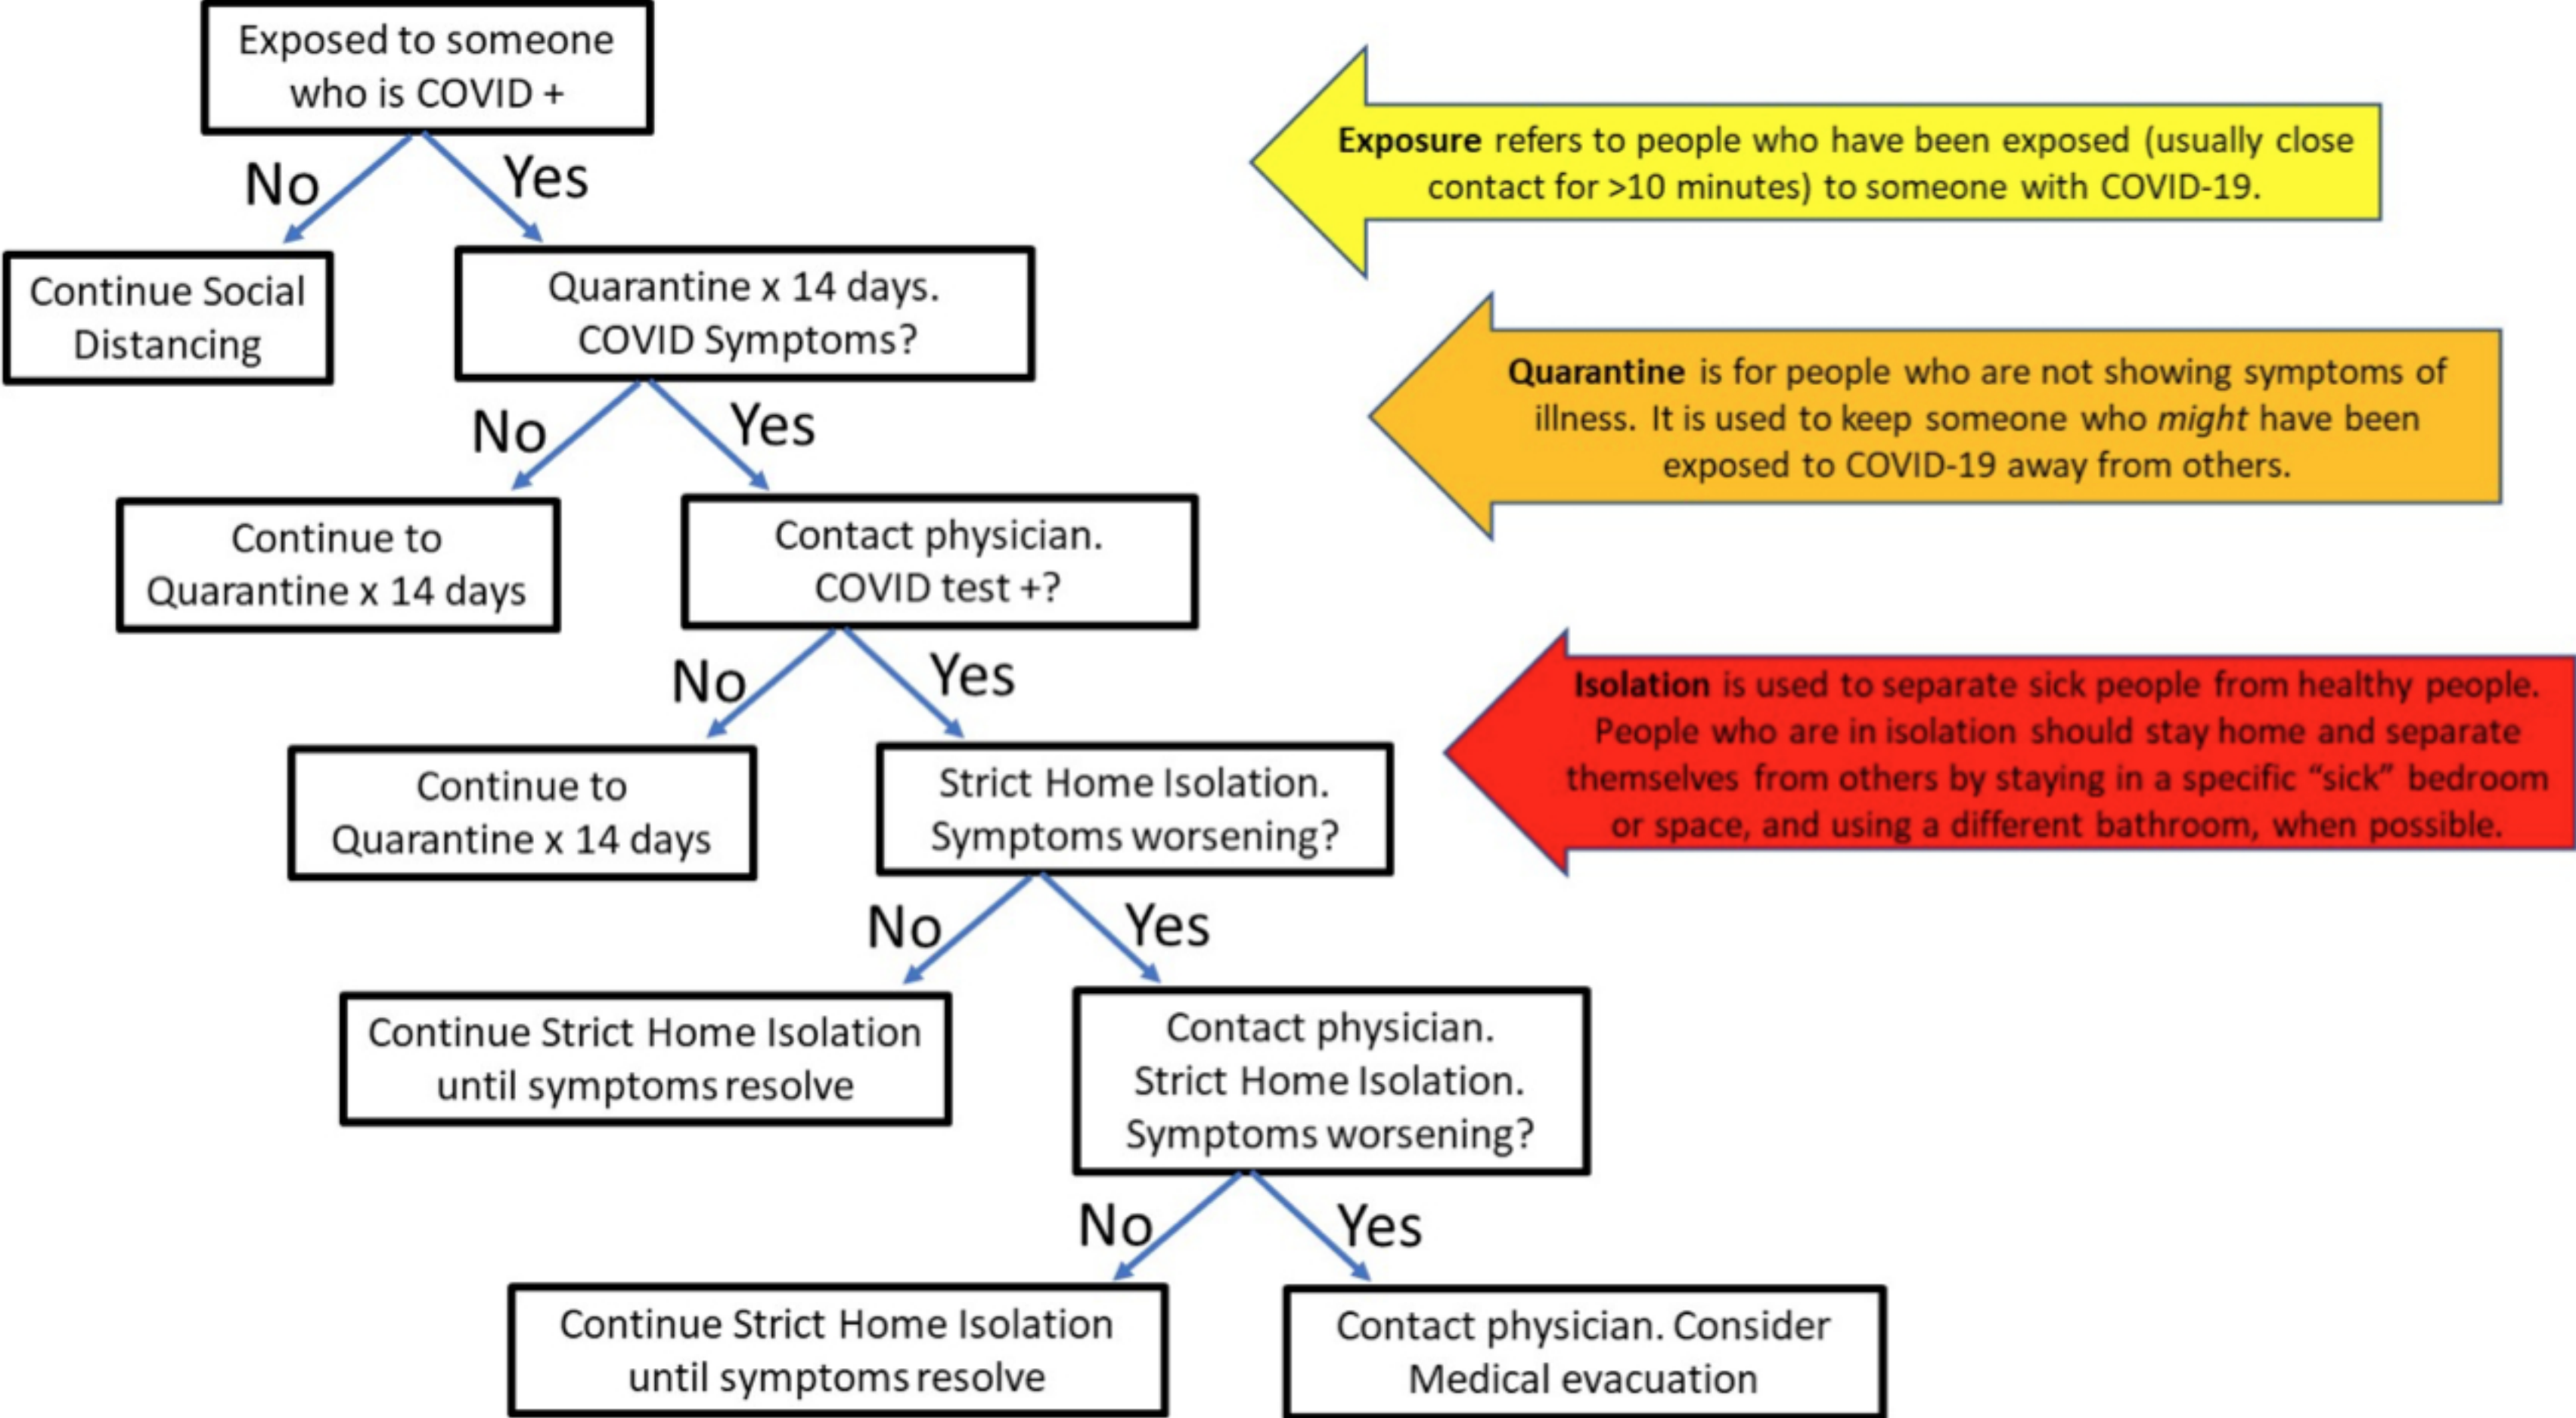 Exposed to someone
who is COVID +
No
Yes
Exposure refers to people who have been exposed (usually close
contact for >10 minutes) to someone with COVID-19.
Continue Social
Distancing
Quarantine x 14 days.
COVID Symptoms?
No
Yes
Quarantine is for people who are not showing symptoms of
illness. It is used to keep someone who might have been
exposed to COVID-19 away from others.
Continue to
Quarantine x 14 days
Contact physician.
COVID test +?
No
Yes
Isolation is used to separate sick people from healthy people.
People who are in isolation should stay home and separate
themselves from others by staying in a specific “sick” bedroom
or space, and using a different bathroom, when possible.
Continue to
Quarantine x 14 days
Strict Home Isolation.
Symptoms worsening?
No
Yes
Continue Strict Home Isolation
until symptoms resolve
Contact physician.
Strict Home Isolation.
Symptoms worsening?
No
Yes
Continue Strict Home Isolation
until symptoms resolve
Contact physician. Consider
Medical evacuation